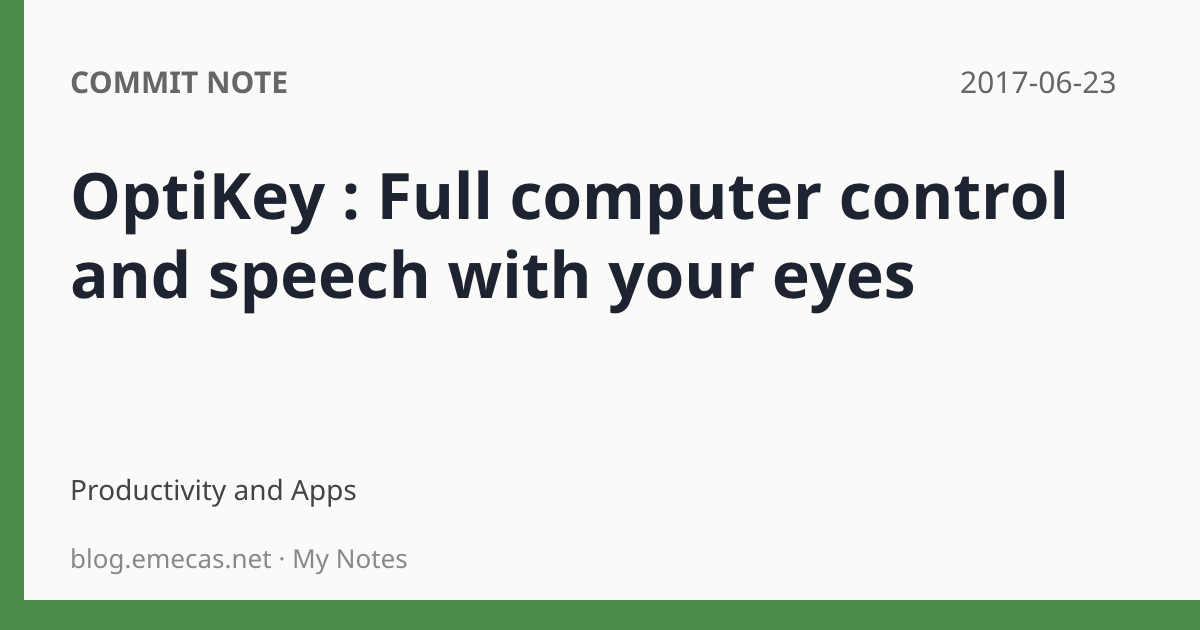 COMMIT NOTE
2017-06-23
OptiKey : Full computer control
and speech with your eyes
Productivity and Apps
blog.emecas.net · My Notes